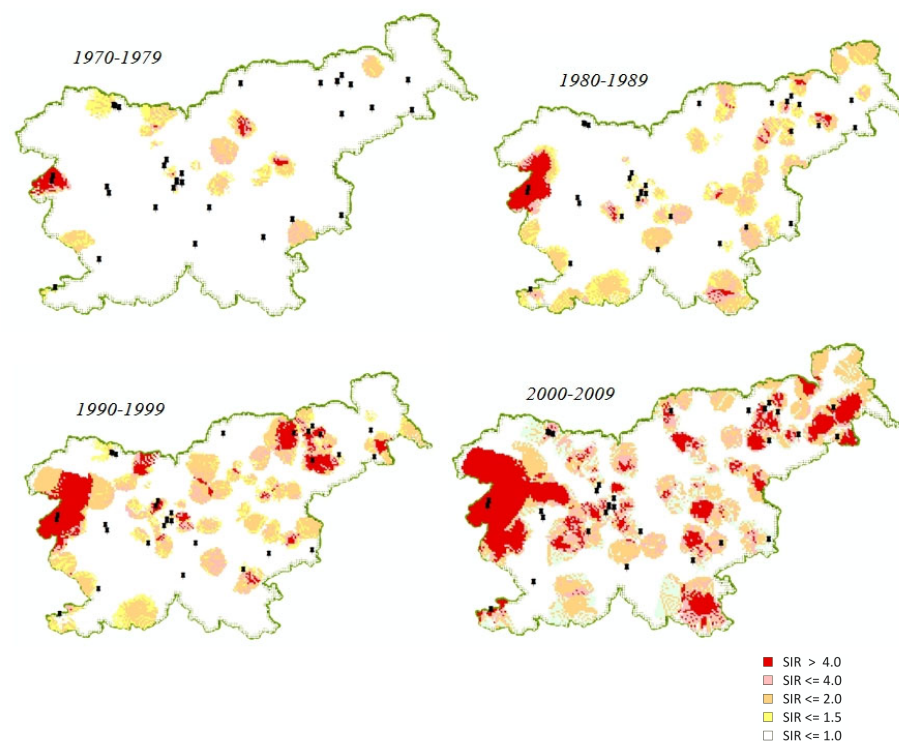 1970-1979
1980-1989
1990-1999
2000-2009
SIR > 4.0
SIR <= 4.0
SIR <= 2.0
SIR <= 1.5
SIR <= 1.0